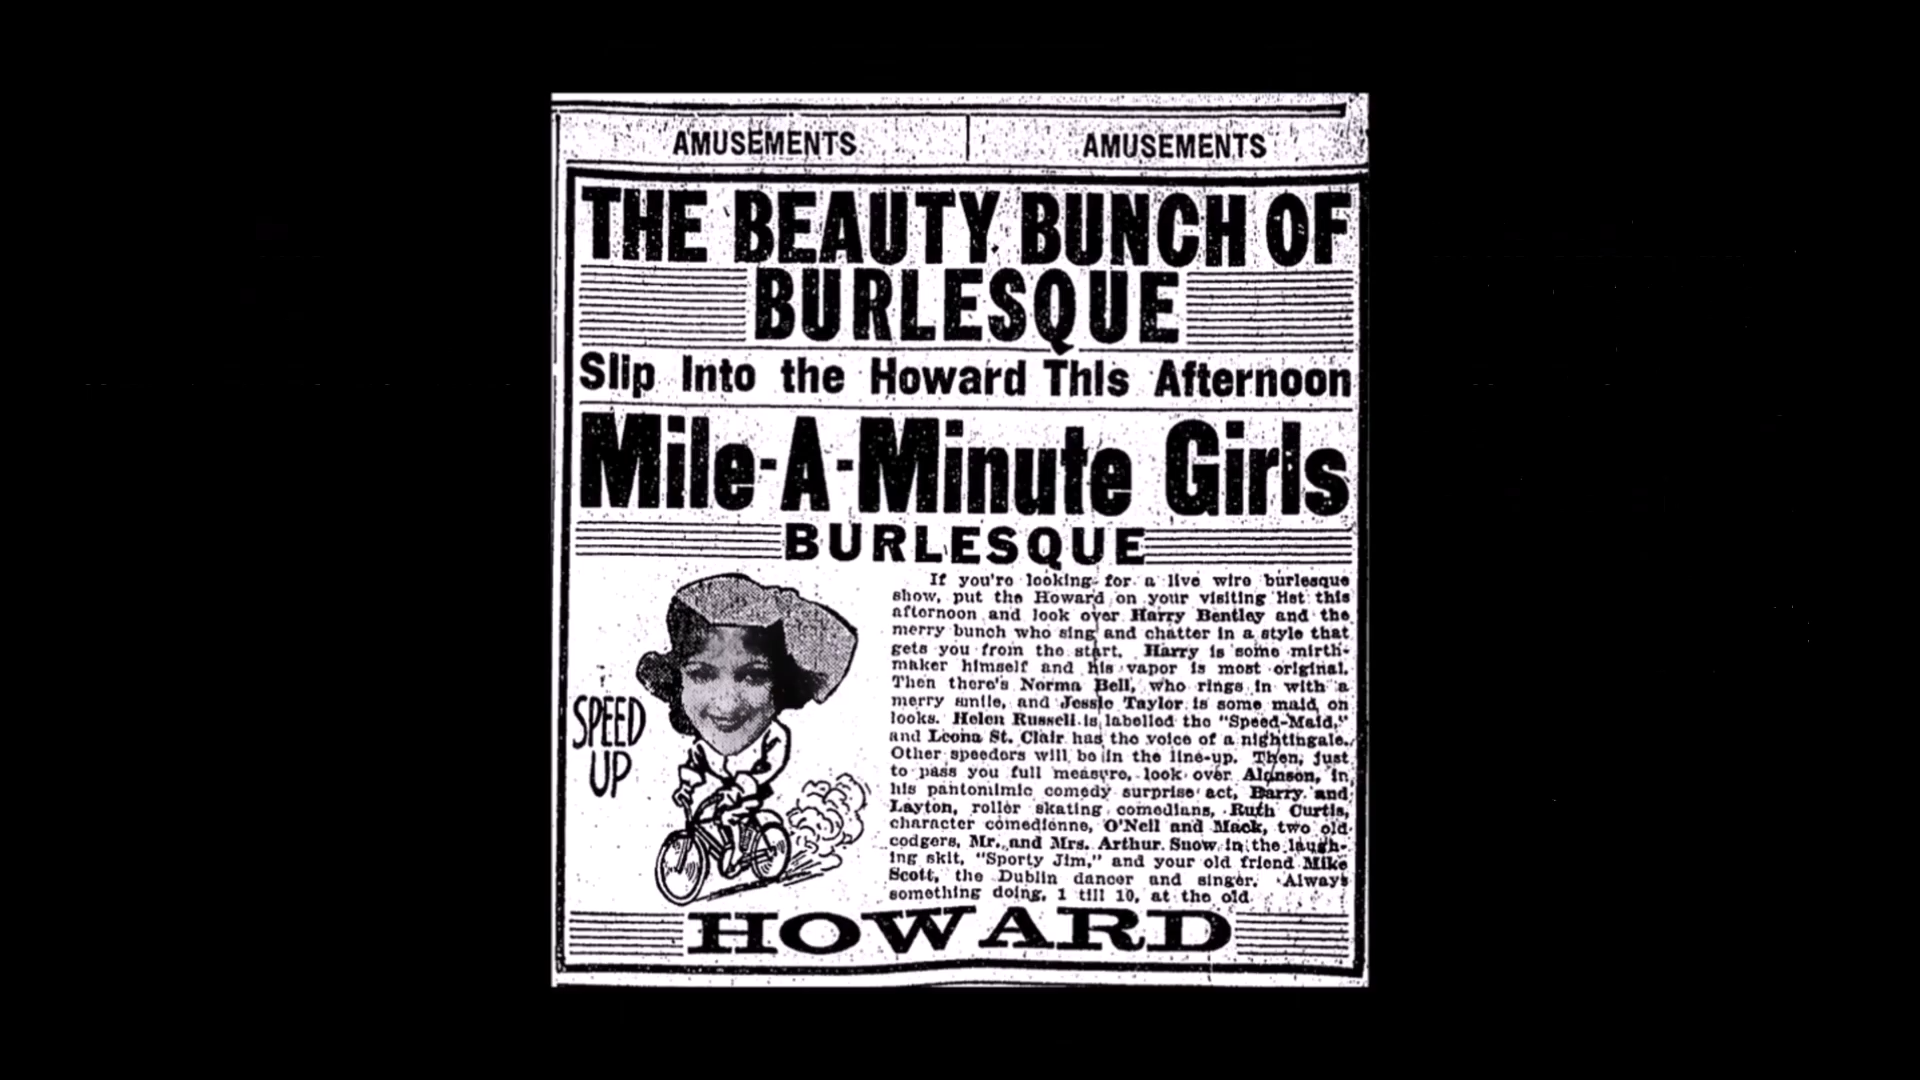 AMUSEMENTS AMUSEMENTS
THE BEAUTY BUNCH OF
BURLESQUE
Slip Into the Howard This Afternoon
Mile-A-Minute Girls
BURLESQUE
SPEED
UP
If you're looking for a live wire burlesque
show, put the Howard on your visiting list this
afternoon and look over Harry Bentley and the
merry bunch who sing and chatter in a style that
gets you from the start. Harry is some mirth-
maker himself and his vapor is most original.
Then there's Norma Bell, who rings in with a
merry smile, and Jessie Taylor is some maid on
looks. Helen Russell is labelled the "Speed-Maid,"
and Leona St. Clair has the voice of a nightingale.
Other speeders will be in the line-up. Then, just
to pass you full measure, look over Alanson, in
his pantomimic comedy surprise act, Barry and
Layton, roller skating comedians, Ruth Curtis,
character comedienne, O'Neil and Mack, two old
codgers, Mr. and Mrs. Arthur Snow in the laugh-
ing skit, "Sporty Jim," and your old friend Mike
Scott, the Dublin dancer and singer. Always
something doing, 1 till 10, at the old
HOWARD